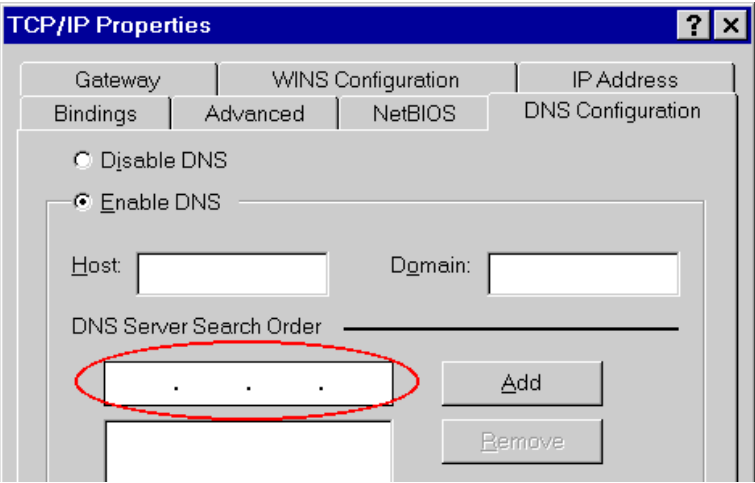 TCP/IP Properties
Gateway WINS Configuration IP Address
Bindings Advanced NetBIOS DNS Configuration
Disable DNS
Enable DNS
Host: Domain:
DNS Server Search Order
. . . Add
Remove